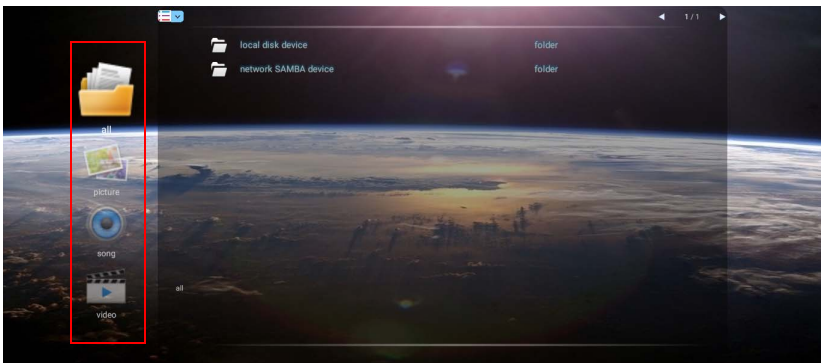 1 / 1
local disk device folder
network SAMBA device folder
all
picture
song
video
all